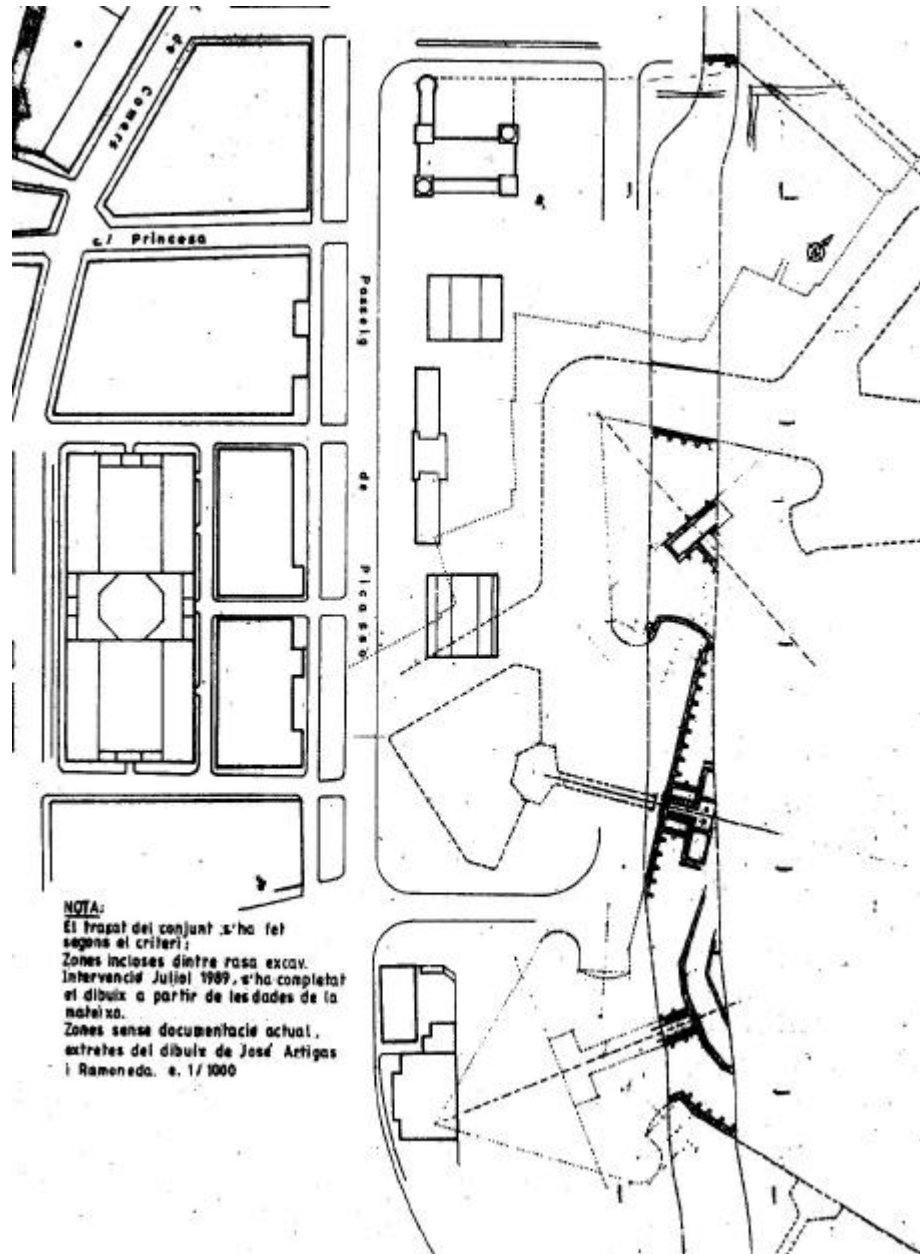 de Comerç
c/ Princesa
Passeig de Picasso
NOTA:
El traçat del conjunt s'ha fet
segons el criteri:
Zones incloses dintre rasa excav.
Intervenció Juliol 1989, s'ha completat
el dibuix a partir de les dades de la
mateixa.
Zones sense documentació actual,
extretes del dibuix de José Artigas
i Ramoneda. e. 1/1000